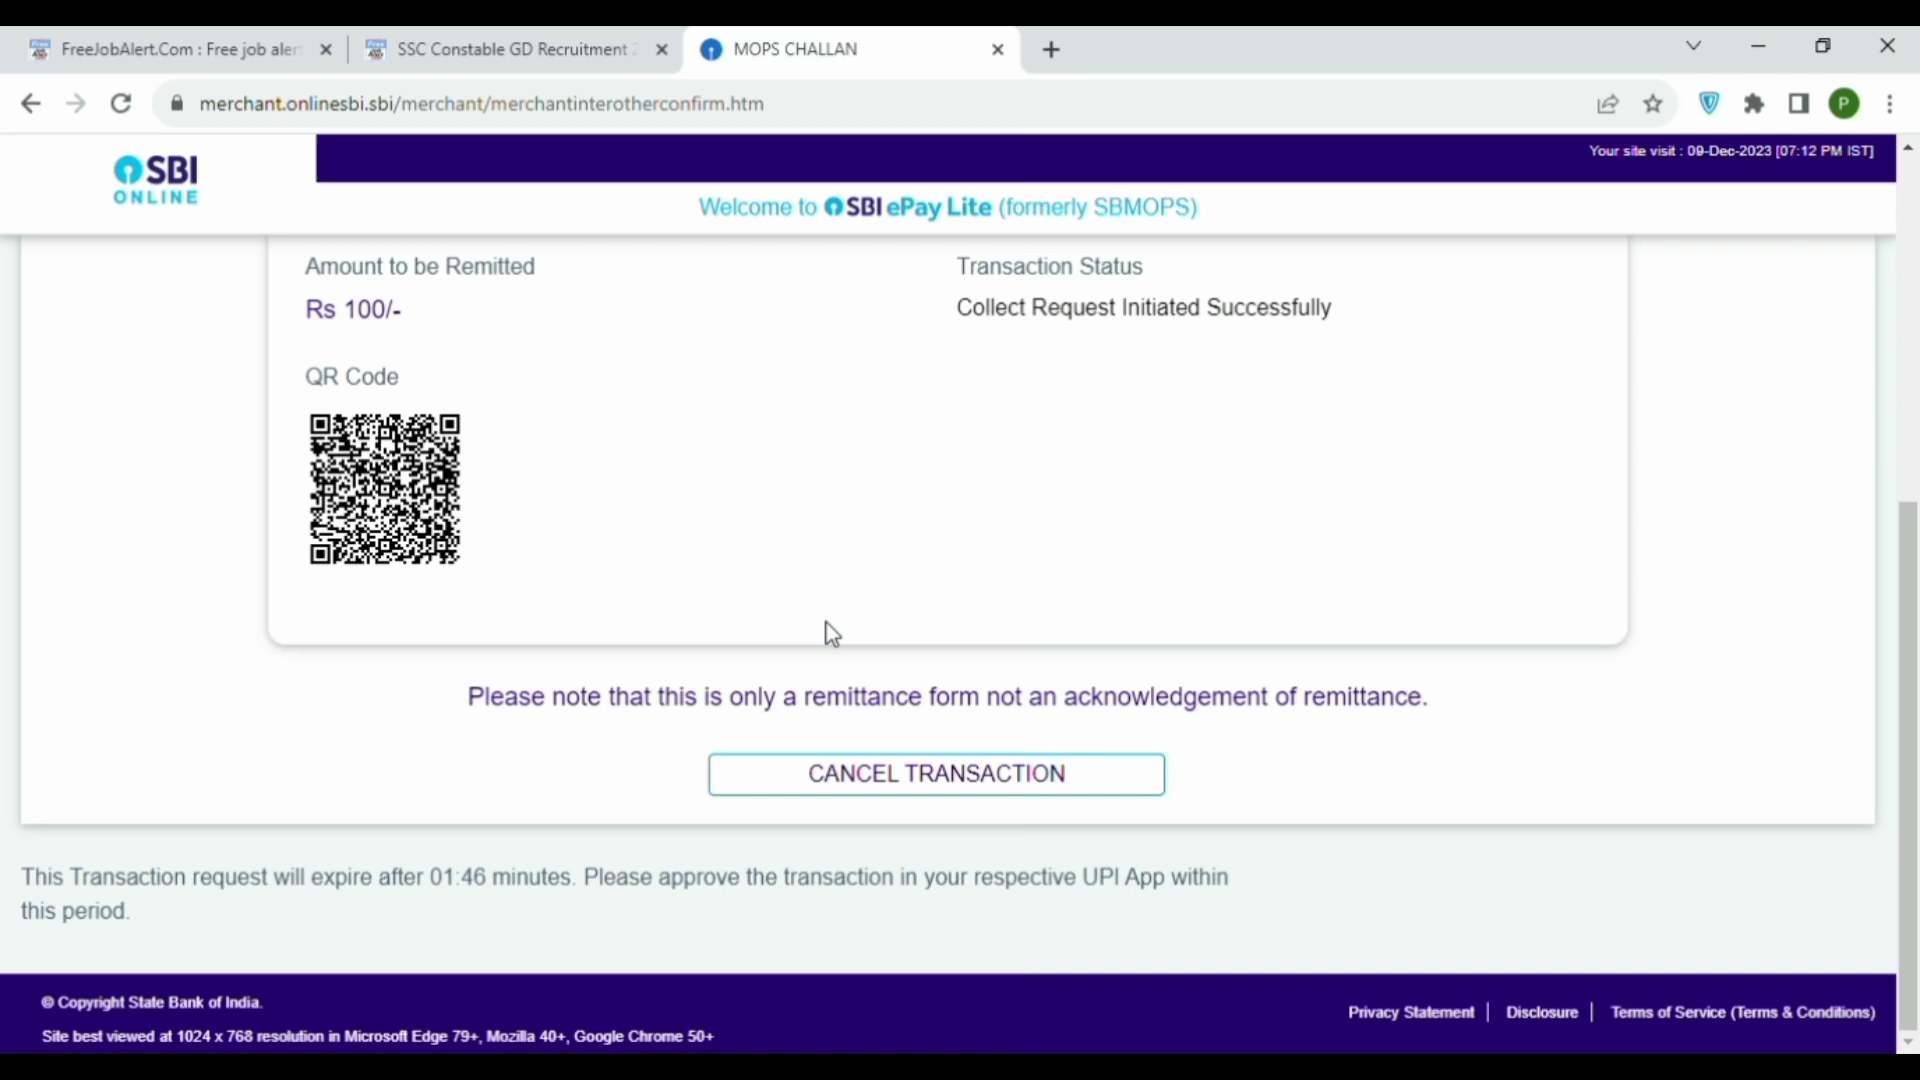 FreeJobAlert.Com : Free job aler
SSC Constable GD Recruitment 2
MOPS CHALLAN
merchant.onlinesbi.sbi/merchant/merchantinterotherconfirm.htm
P
Your site visit : 09-Dec-2023 [07:12 PM IST]
SBI
ONLINE
Welcome to SBI ePay Lite (formerly SBMOPS)
Amount to be Remitted
Transaction Status
Rs 100/-
Collect Request Initiated Successfully
QR Code
Please note that this is only a remittance form not an acknowledgement of remittance.
CANCEL TRANSACTION
This Transaction request will expire after 01:46 minutes. Please approve the transaction in your respective UPI App within
this period.
© Copyright State Bank of India.
Privacy Statement | Disclosure | Terms of Service (Terms & Conditions)
Site best viewed at 1024 x 768 resolution in Microsoft Edge 79+, Mozilla 40+, Google Chrome 50+